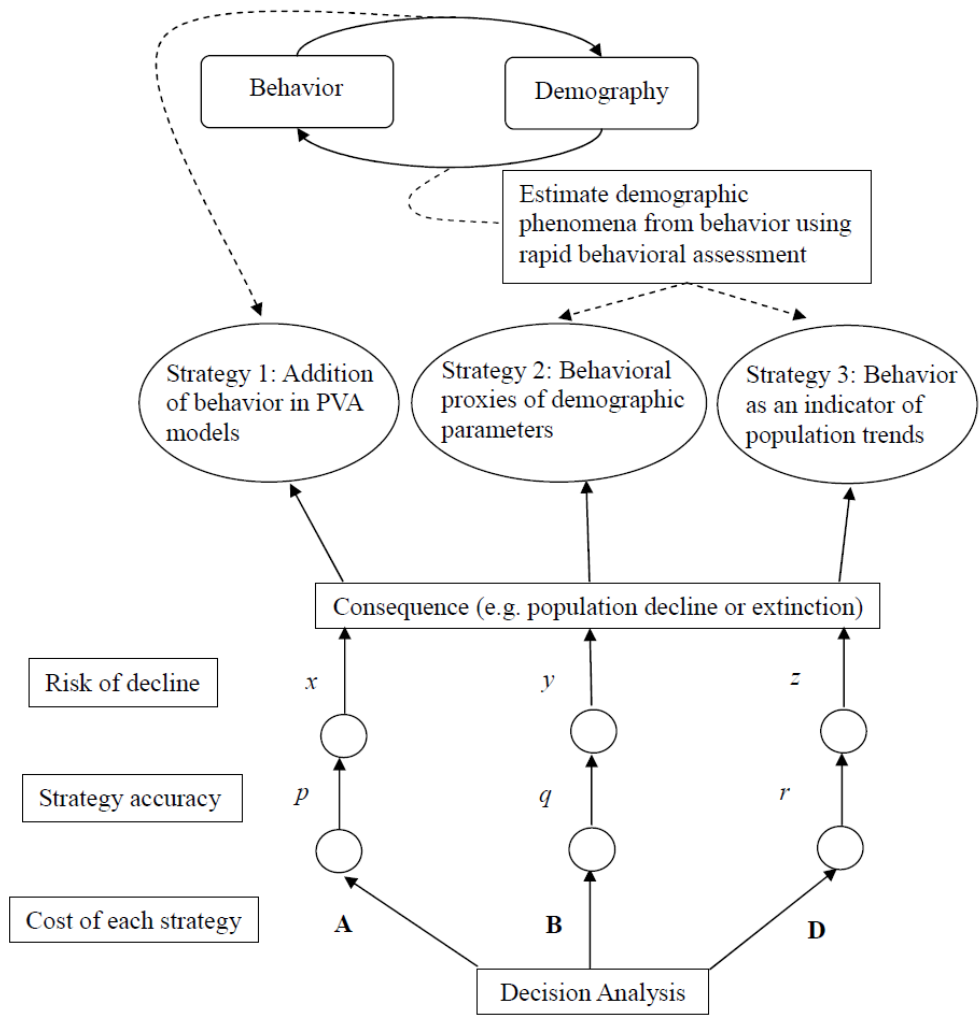 Behavior
Demography
Estimate demographic
phenomena from behavior using
rapid behavioral assessment
Strategy 1: Addition
of behavior in PVA
models
Strategy 2: Behavioral
proxies of demographic
parameters
Strategy 3: Behavior
as an indicator of
population trends
Consequence (e.g. population decline or extinction)
Risk of decline
x
y
z
Strategy accuracy
p
q
r
Cost of each strategy
A
B
D
Decision Analysis